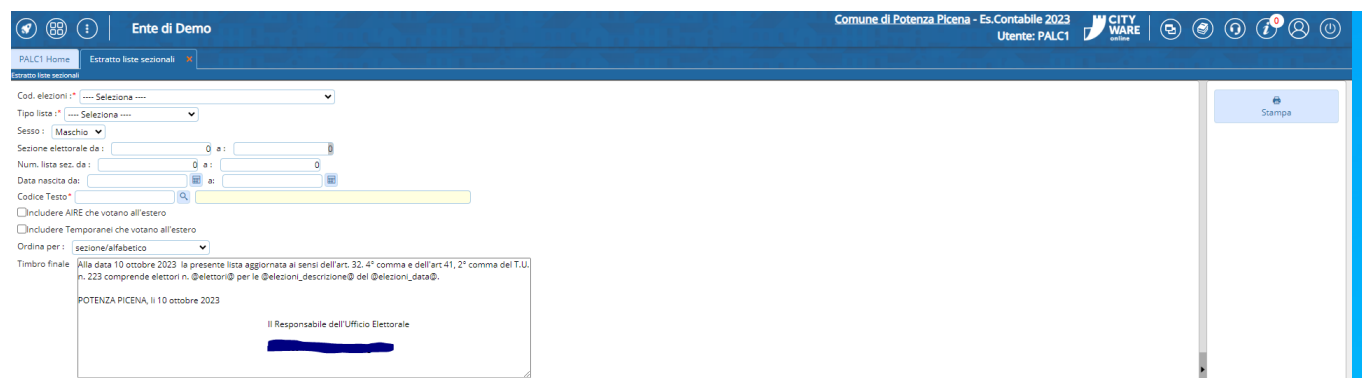 Ente di Demo
Comune di Potenza Picena - Es.Contabile 2023
Utente: PALC1
CITY
WARE
online
0
PALC1 Home
Estratto liste sezionali ×
Estratto liste sezionali
Cod. elezioni :* ---- Seleziona ----
Tipo lista :* ---- Seleziona ----
Sesso : Maschio
Sezione elettorale da : 0 a : 0
Num. lista sez. da : 0 a : 0
Data nascita da: a:
Codice Testo*
Includere AIRE che votano all'estero
Includere Temporanei che votano all'estero
Ordina per : sezione/alfabetico
Timbro finale
Alla data 10 ottobre 2023 la presente lista aggiornata ai sensi dell'art. 32. 4° comma e dell'art 41, 2° comma del T.U.
n. 223 comprende elettori n. @elettori@ per le @elezioni_descrizione@ del @elezioni_data@.
POTENZA PICENA, li 10 ottobre 2023
Il Responsabile dell'Ufficio Elettorale
Stampa